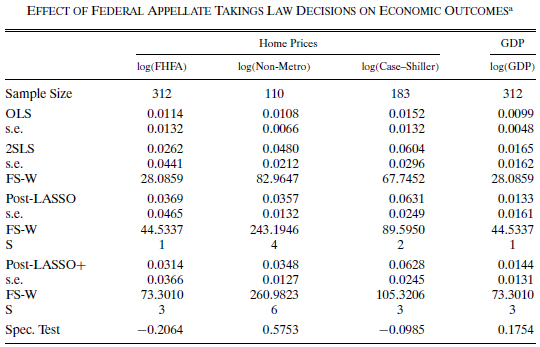 EFFECT OF FEDERAL APPELLATE TAKINGS LAW DECISIONS ON ECONOMIC OUTCOMESᵃ
Home Prices GDP
log(FHFA) log(Non-Metro) log(Case–Shiller) log(GDP)
Sample Size 312 110 183 312
OLS 0.0114 0.0108 0.0152 0.0099
s.e. 0.0132 0.0066 0.0132 0.0048
2SLS 0.0262 0.0480 0.0604 0.0165
s.e. 0.0441 0.0212 0.0296 0.0162
FS-W 28.0859 82.9647 67.7452 28.0859
Post-LASSO 0.0369 0.0357 0.0631 0.0133
s.e. 0.0465 0.0132 0.0249 0.0161
FS-W 44.5337 243.1946 89.5950 44.5337
S 1 4 2 1
Post-LASSO+ 0.0314 0.0348 0.0628 0.0144
s.e. 0.0366 0.0127 0.0245 0.0131
FS-W 73.3010 260.9823 105.3206 73.3010
S 3 6 3 3
Spec. Test −0.2064 0.5753 −0.0985 0.1754